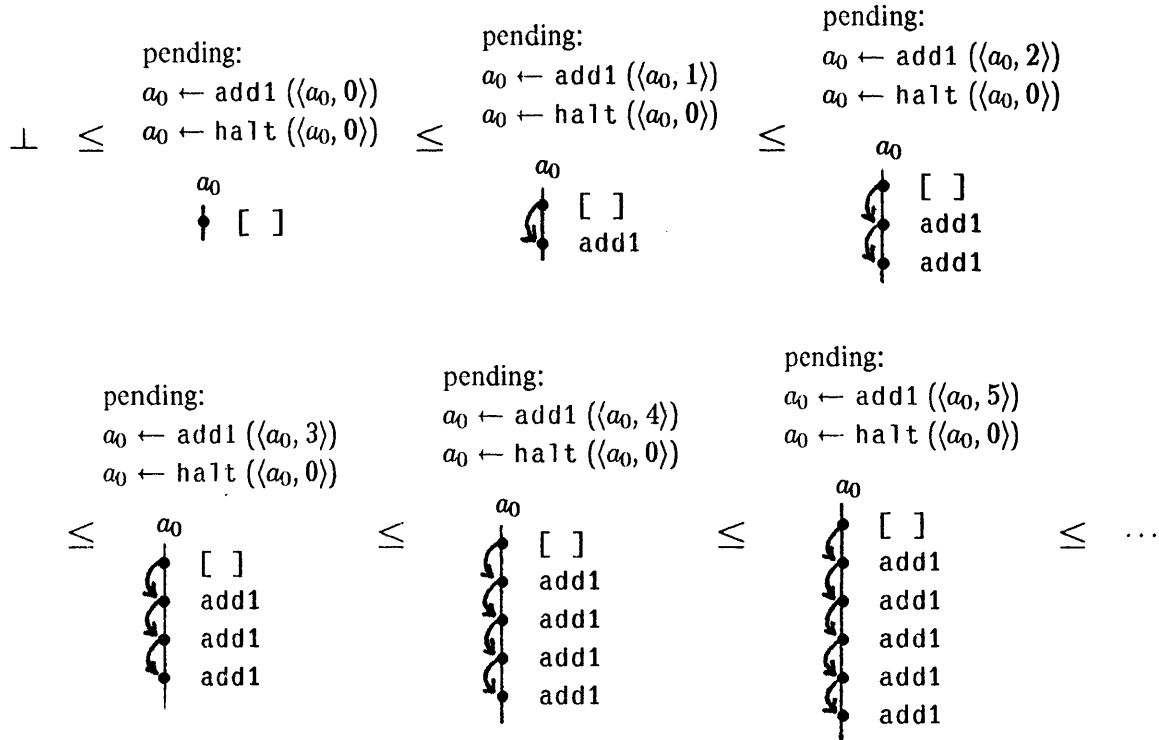 pending:
a₀ ← add1 (⟨a₀, 0⟩)
a₀ ← halt (⟨a₀, 0⟩)
⊥ ≤
a₀
[ ]
≤
pending:
a₀ ← add1 (⟨a₀, 1⟩)
a₀ ← halt (⟨a₀, 0⟩)
a₀
[ ]
add1
≤
pending:
a₀ ← add1 (⟨a₀, 2⟩)
a₀ ← halt (⟨a₀, 0⟩)
a₀
[ ]
add1
add1
≤
pending:
a₀ ← add1 (⟨a₀, 3⟩)
a₀ ← halt (⟨a₀, 0⟩)
a₀
[ ]
add1
add1
add1
≤
pending:
a₀ ← add1 (⟨a₀, 4⟩)
a₀ ← halt (⟨a₀, 0⟩)
a₀
[ ]
add1
add1
add1
add1
≤
pending:
a₀ ← add1 (⟨a₀, 5⟩)
a₀ ← halt (⟨a₀, 0⟩)
a₀
[ ]
add1
add1
add1
add1
add1
≤ ⋯